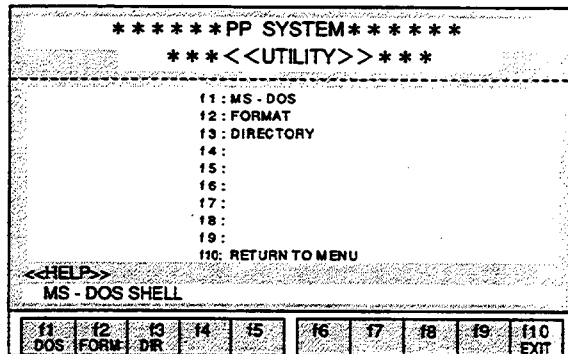 ******PP SYSTEM******
***<<UTILITY>>***
f1 : MS - DOS
f2 : FORMAT
f3 : DIRECTORY
f4 :
f5 :
f6 :
f7 :
f8 :
f9 :
f10: RETURN TO MENU
<<HELP>>
MS - DOS SHELL
f1 f2 f3 f4 f5 f6 f7 f8 f9 f10
DOS FORM DIR EXIT